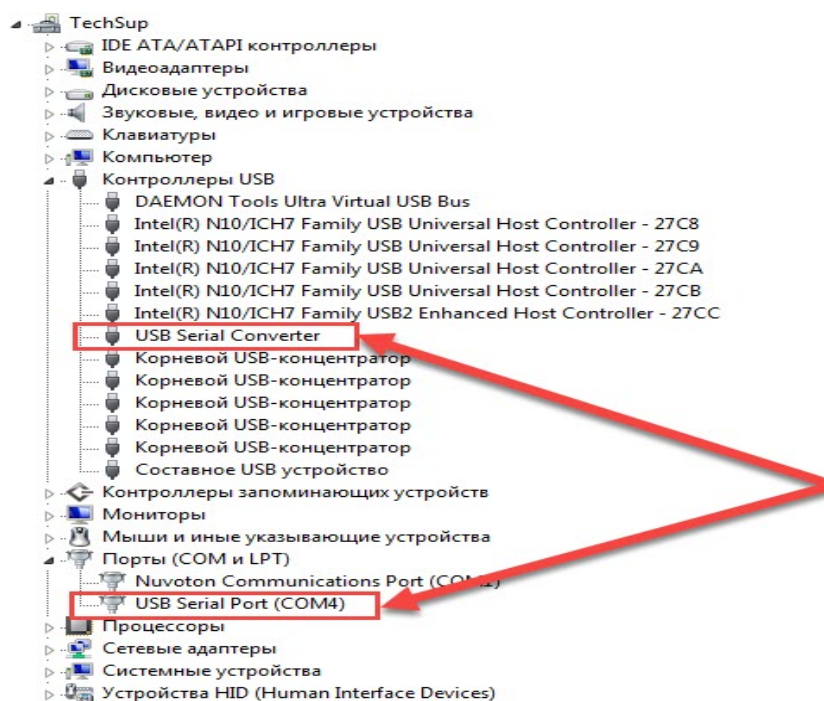 TechSup
IDE ATA/ATAPI контроллеры
Видеоадаптеры
Дисковые устройства
Звуковые, видео и игровые устройства
Клавиатуры
Компьютер
Контроллеры USB
DAEMON Tools Ultra Virtual USB Bus
Intel(R) N10/ICH7 Family USB Universal Host Controller - 27C8
Intel(R) N10/ICH7 Family USB Universal Host Controller - 27C9
Intel(R) N10/ICH7 Family USB Universal Host Controller - 27CA
Intel(R) N10/ICH7 Family USB Universal Host Controller - 27CB
Intel(R) N10/ICH7 Family USB2 Enhanced Host Controller - 27CC
USB Serial Converter
Корневой USB-концентратор
Корневой USB-концентратор
Корневой USB-концентратор
Корневой USB-концентратор
Корневой USB-концентратор
Составное USB устройство
Контроллеры запоминающих устройств
Мониторы
Мыши и иные указывающие устройства
Порты (COM и LPT)
Nuvoton Communications Port (COM1)
USB Serial Port (COM4)
Процессоры
Сетевые адаптеры
Системные устройства
Устройства HID (Human Interface Devices)